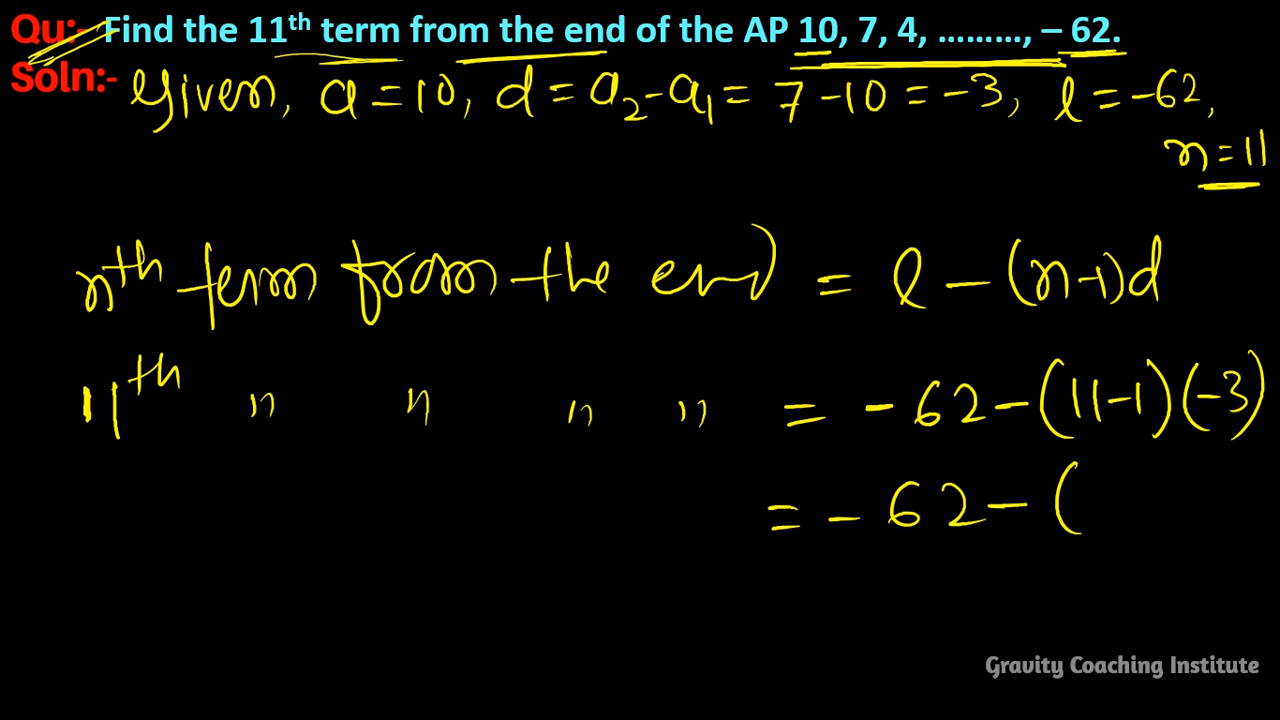 Qu:- Find the 11th term from the end of the AP 10, 7, 4, ………, – 62.
Soln:- Given, a = 10, d = a₂ - a₁ = 7 - 10 = -3, l = -62,
n = 11
nth term from the end = l - (n-1)d
11th " " " " = - 62 - (11-1)(-3)
= - 62 - (
Gravity Coaching Institute